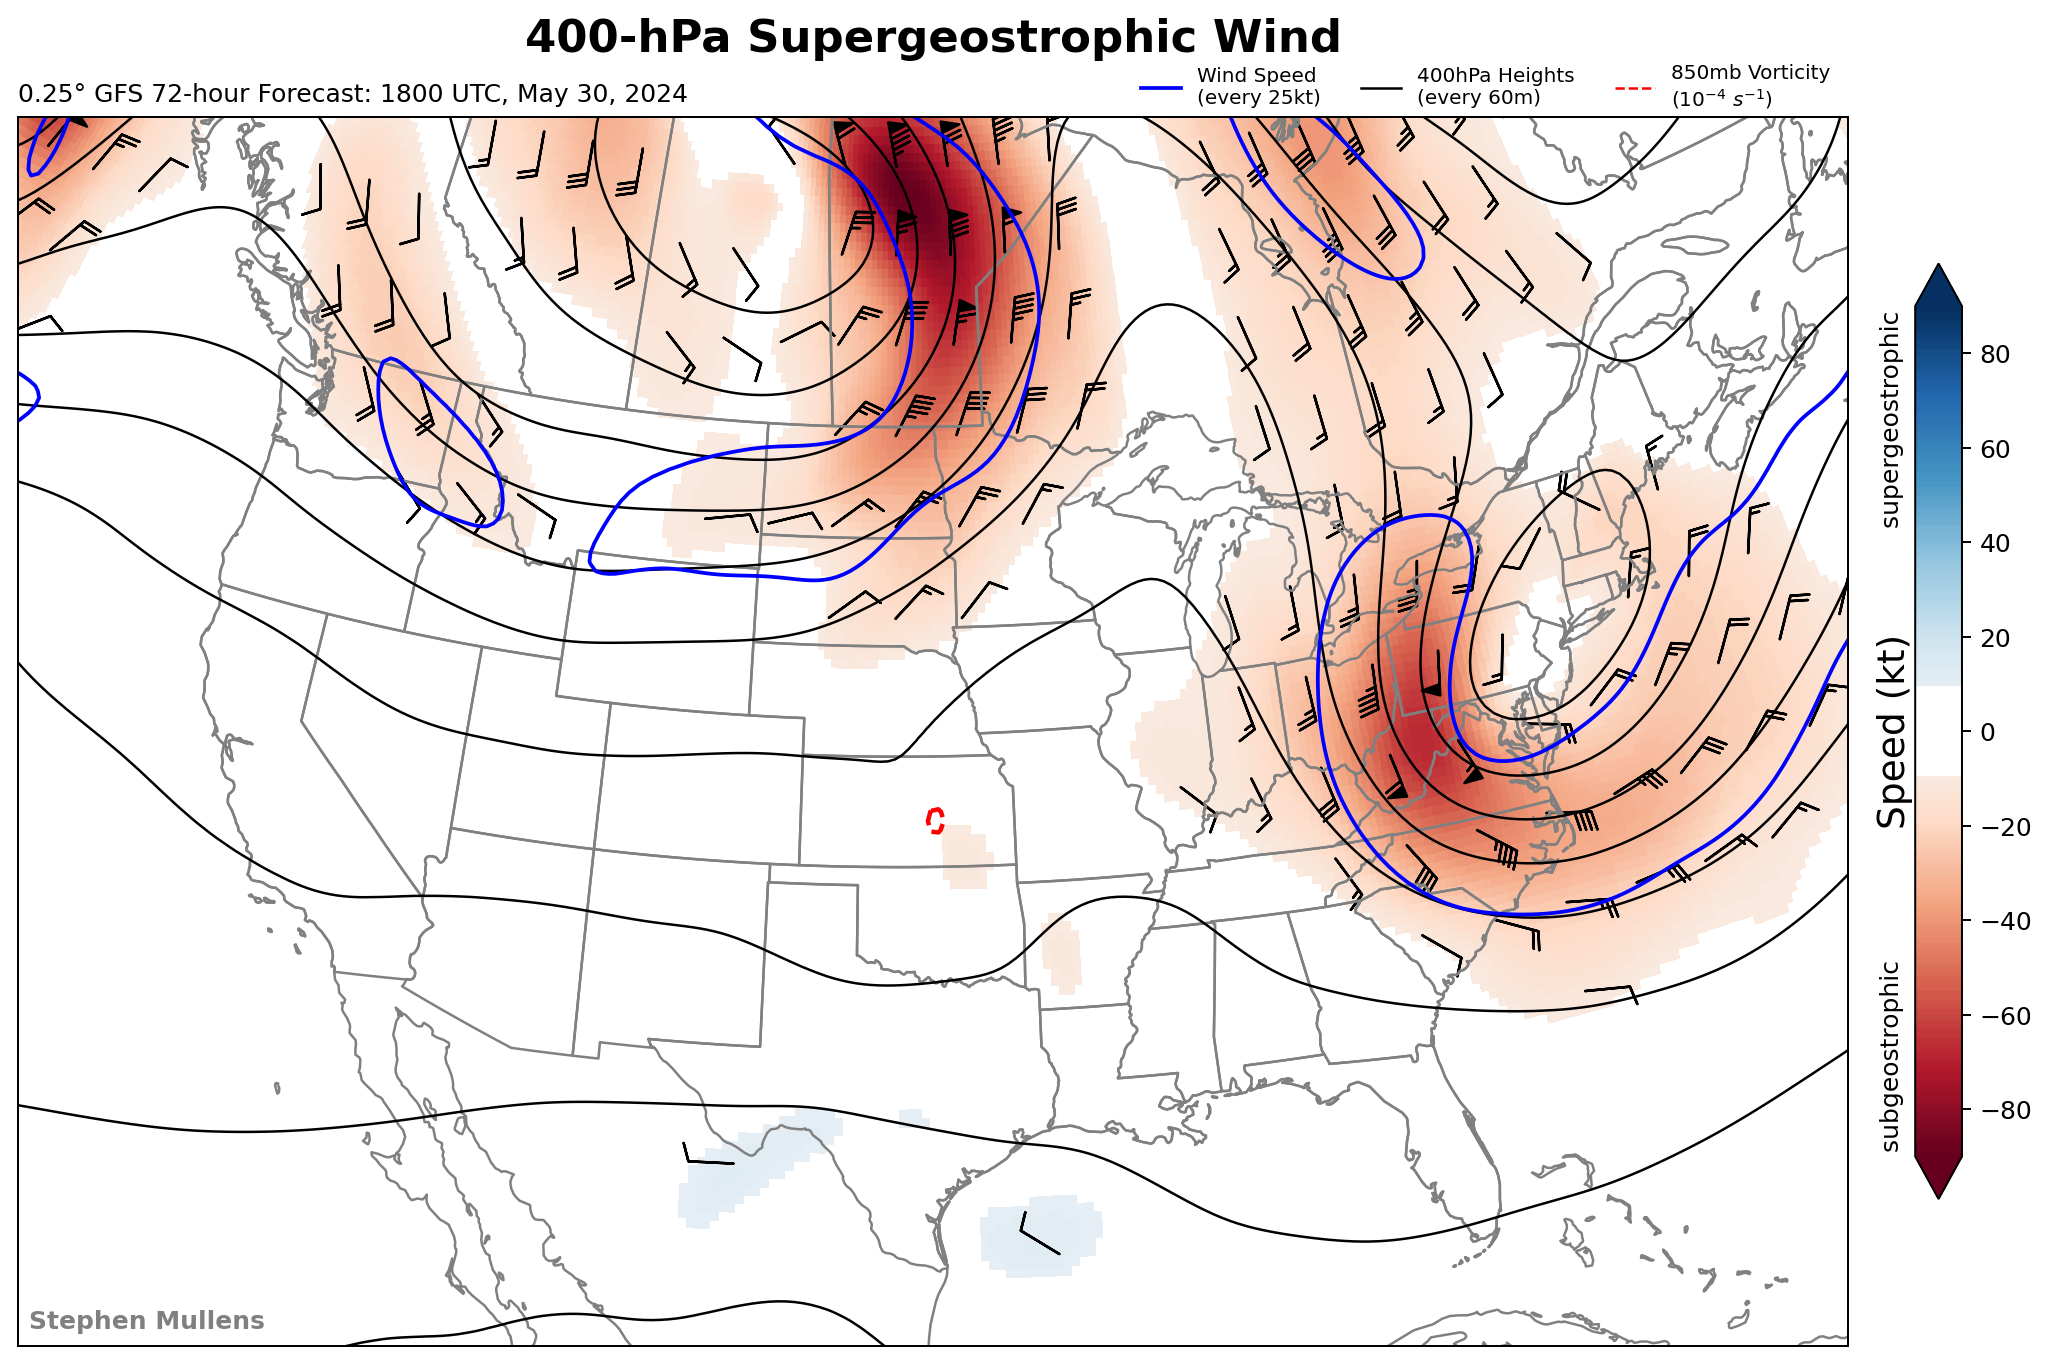 400-hPa Supergeostrophic Wind
0.25° GFS 72-hour Forecast: 1800 UTC, May 30, 2024
Wind Speed
(every 25kt)
400hPa Heights
(every 60m)
850mb Vorticity
(10⁻⁴ s⁻¹)
supergeostrophic
Speed (kt)
subgeostrophic
80
60
40
20
0
−20
−40
−60
−80
Stephen Mullens